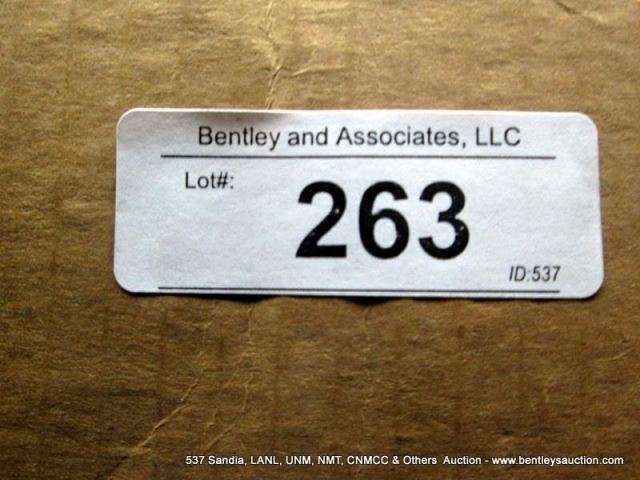 Bentley and Associates, LLC
Lot#:
263
ID:537
537 Sandia, LANL, UNM, NMT, CNMCC & Others  Auction - www.bentleysauction.com